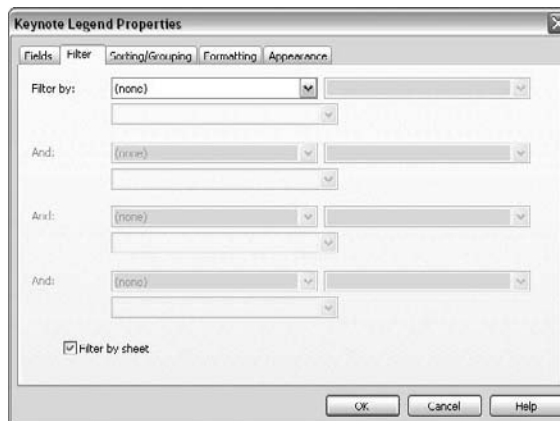 Keynote Legend Properties
Fields Filter Sorting/Grouping Formatting Appearance
Filter by: (none)
And: (none)
And: (none)
And: (none)
Filter by sheet
OK Cancel Help